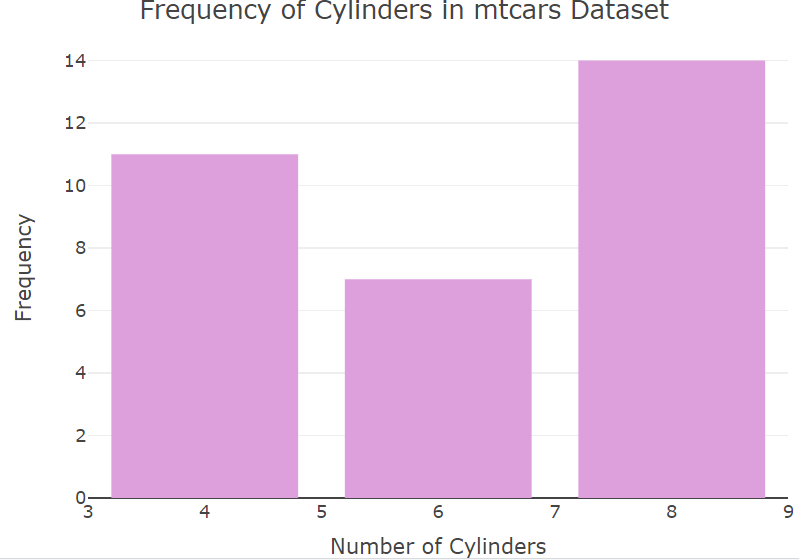 Frequency of Cylinders in mtcars Dataset
14
12
10
8
6
4
2
0
Frequency
3 4 5 6 7 8 9
Number of Cylinders